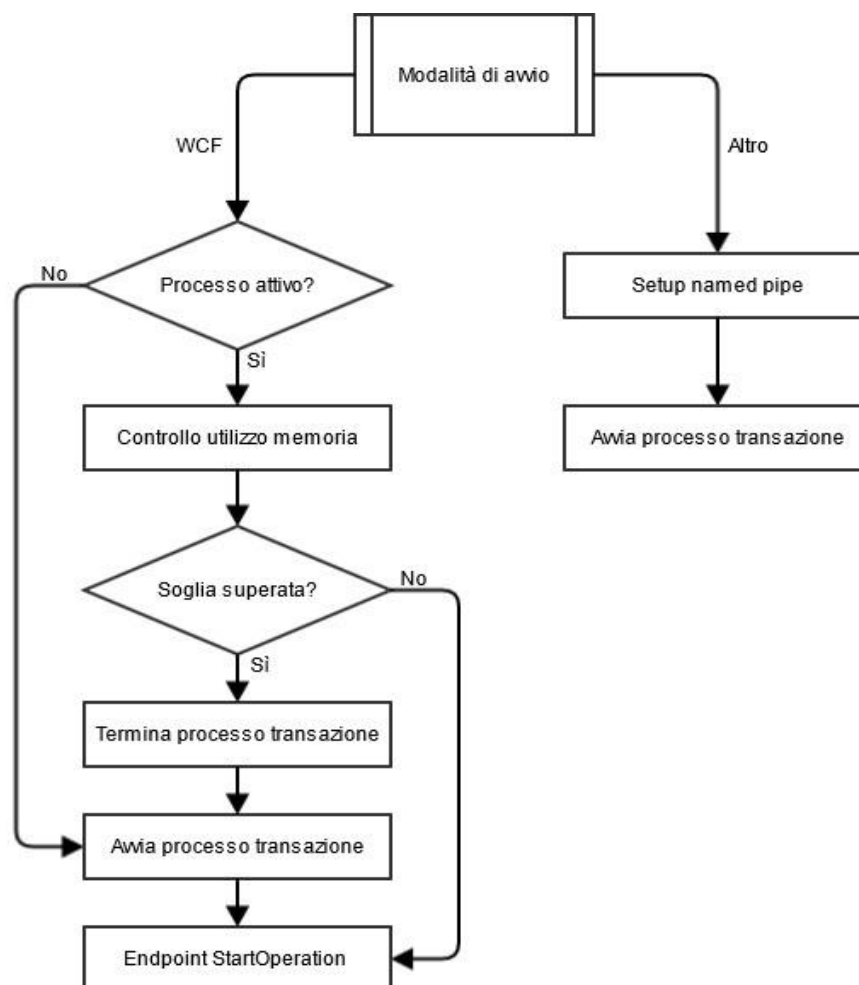 Modalità di avvio
WCF
Altro
No
Processo attivo?
Setup named pipe
Sì
Controllo utilizzo memoria
Avvia processo transazione
Soglia superata?
No
Sì
Termina processo transazione
Avvia processo transazione
Endpoint StartOperation